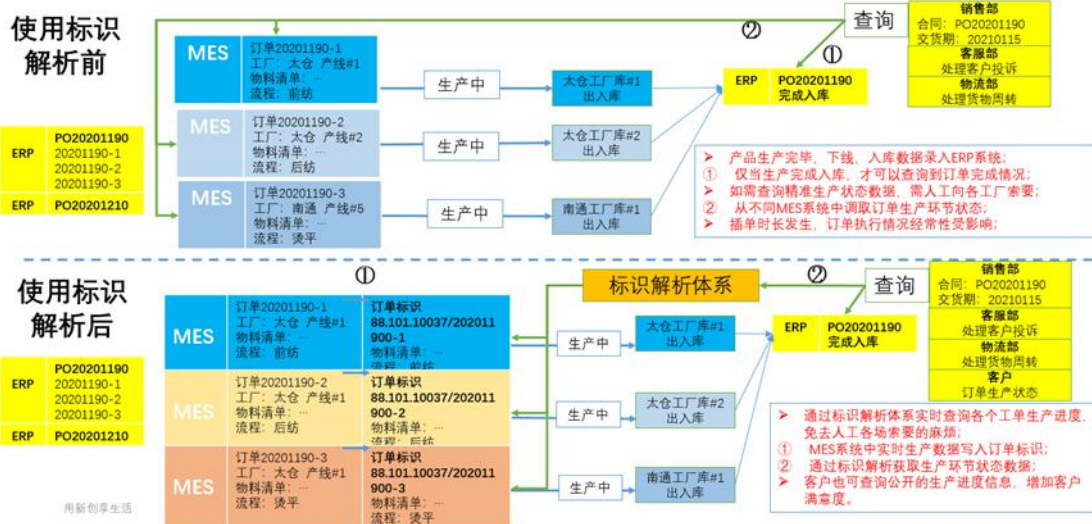 使用标识
解析前
ERP
PO20201190
20201190-1
20201190-2
20201190-3
ERP
PO20201210
MES
订单20201190-1
工厂：太仓 产线#1
物料清单：…
流程：前纺
MES
订单20201190-2
工厂：太仓 产线#2
物料清单：…
流程：后纺
MES
订单20201190-3
工厂：南通 产线#5
物料清单：…
流程：烫平
生产中
生产中
生产中
太仓工厂库#1
出入库
太仓工厂库#2
出入库
南通工厂库#1
出入库
②
①
查询
ERP
PO20201190
完成入库
销售部
合同：PO20201190
交货期：20210115
客服部
处理客户投诉
物流部
处理货物周转
➢ 产品生产完毕、下线、入库数据录入ERP系统;
① 仅当生产完成入库，才可以查询到订单完成情况;
➢ 如需查询精准生产状态数据、需人工向各工厂索要;
② 从不同MES系统中调取订单生产环节状态;
➢ 插单时长发生、订单执行情况经常性受影响;
使用标识
解析后
ERP
PO20201190
20201190-1
20201190-2
20201190-3
ERP
PO20201210
①
MES
订单20201190-1
工厂：太仓 产线#1
物料清单：…
流程：前纺
订单标识
88.101.10037/202011
900-1
物料清单：…
流程：前纺
MES
订单20201190-2
工厂：太仓 产线#1
物料清单：…
流程：后纺
订单标识
88.101.10037/202011
900-2
物料清单：…
流程：后纺
MES
订单20201190-3
工厂：太仓 产线#1
物料清单：…
流程：烫平
订单标识
88.101.10037/202011
900-3
物料清单：…
流程：烫平
标识解析体系
生产中
生产中
生产中
太仓工厂库#1
出入库
太仓工厂库#2
出入库
南通工厂库#1
出入库
②
查询
ERP
PO20201190
完成入库
销售部
合同：PO20201190
交货期：20210115
客服部
处理客户投诉
物流部
处理货物周转
客户
订单生产状态
➢ 通过标识解析体系实时查询各个工单生产进度,
免去人工各场索要的麻烦;
① MES系统中实时生产数据写入订单标识;
② 通过标识解析获取生产环节状态数据;
➢ 客户也可查询公开的生产进度信息、增加客户
满意度。
用新创享生活